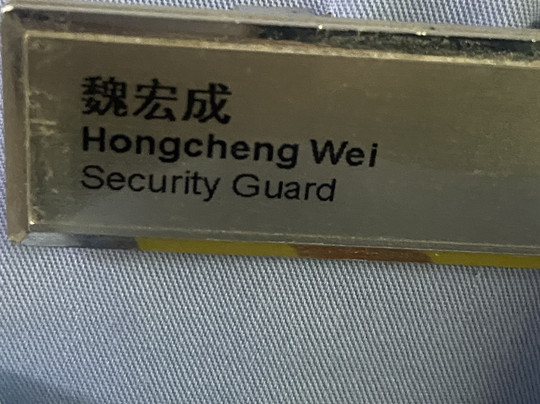 魏宏成
Hongcheng Wei
Security Guard